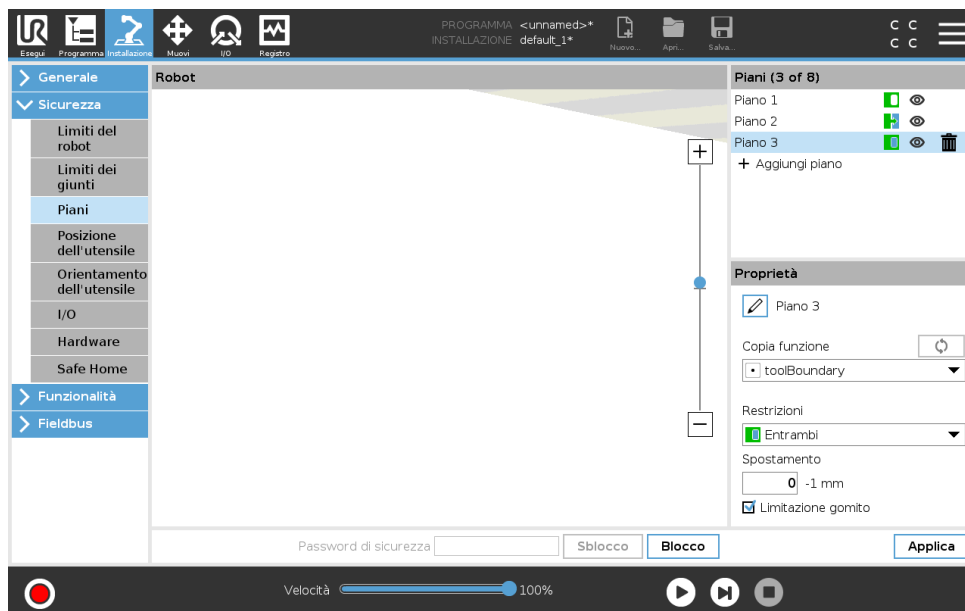 PROGRAMMA <unnamed>*
INSTALLAZIONE default_1*
UR
Esegui Programma Installazione Muovi I/O Registro Nuovo... Apri... Salva...
C C
C C
Generale
Sicurezza
Limiti del
robot
Limiti dei
giunti
Piani
Posizione
dell'utensile
Orientamento
dell'utensile
I/O
Hardware
Safe Home
Funzionalità
Fieldbus
Robot
+
−
Piani (3 of 8)
Piano 1
Piano 2
Piano 3
+ Aggiungi piano
Proprietà
Piano 3
Copia funzione
toolBoundary
Restrizioni
Entrambi
Spostamento
0 -1 mm
Limitazione gomito
Password di sicurezza Sblocco Blocco Applica
Velocità 100%